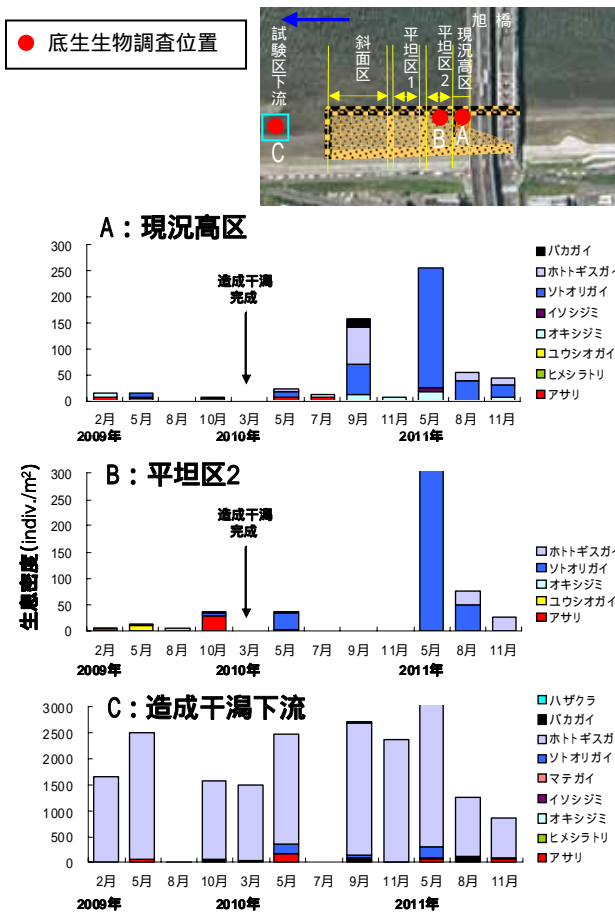 底生生物調査位置
試験区下流
斜面区
平坦区1
平坦区2
現況高区
旭橋
C
B
A
A：現況高区
300
250
200
150
100
50
0
造成干潟
完成
バカガイ
ホトトギスガイ
ソトオリガイ
イソシジミ
オキシジミ
ユウシオガイ
ヒメシラトリ
アサリ
2月 5月 8月 10月 3月 5月 7月 9月 11月 5月 8月 11月
2009年 2010年 2011年
生息密度(indiv./m²)
B：平坦区2
300
250
200
150
100
50
0
造成干潟
完成
ホトトギスガイ
ソトオリガイ
オキシジミ
ユウシオガイ
アサリ
2月 5月 8月 10月 3月 5月 7月 9月 11月 5月 8月 11月
2009年 2010年 2011年
C：造成干潟下流
3000
2500
2000
1500
1000
500
0
ハザクラ
バカガイ
ホトトギスガ
ソトオリガイ
マテガイ
イソシジミ
オキシジミ
ヒメシラトリ
アサリ
2月 5月 8月 10月 3月 5月 7月 9月 11月 5月 8月 11月
2009年 2010年 2011年